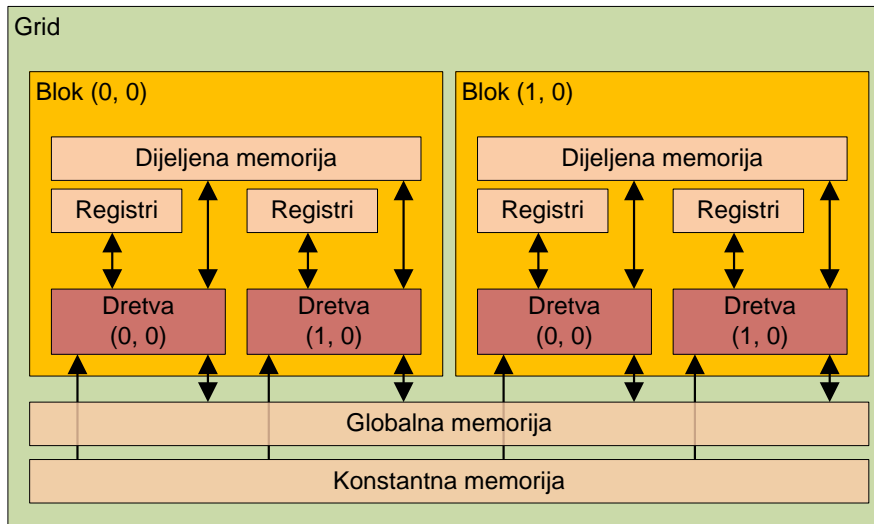 Grid
Blok (0, 0)
Dijeljena memorija
Registri
Registri
Dretva
(0, 0)
Dretva
(1, 0)
Blok (1, 0)
Dijeljena memorija
Registri
Registri
Dretva
(0, 0)
Dretva
(1, 0)
Globalna memorija
Konstantna memorija